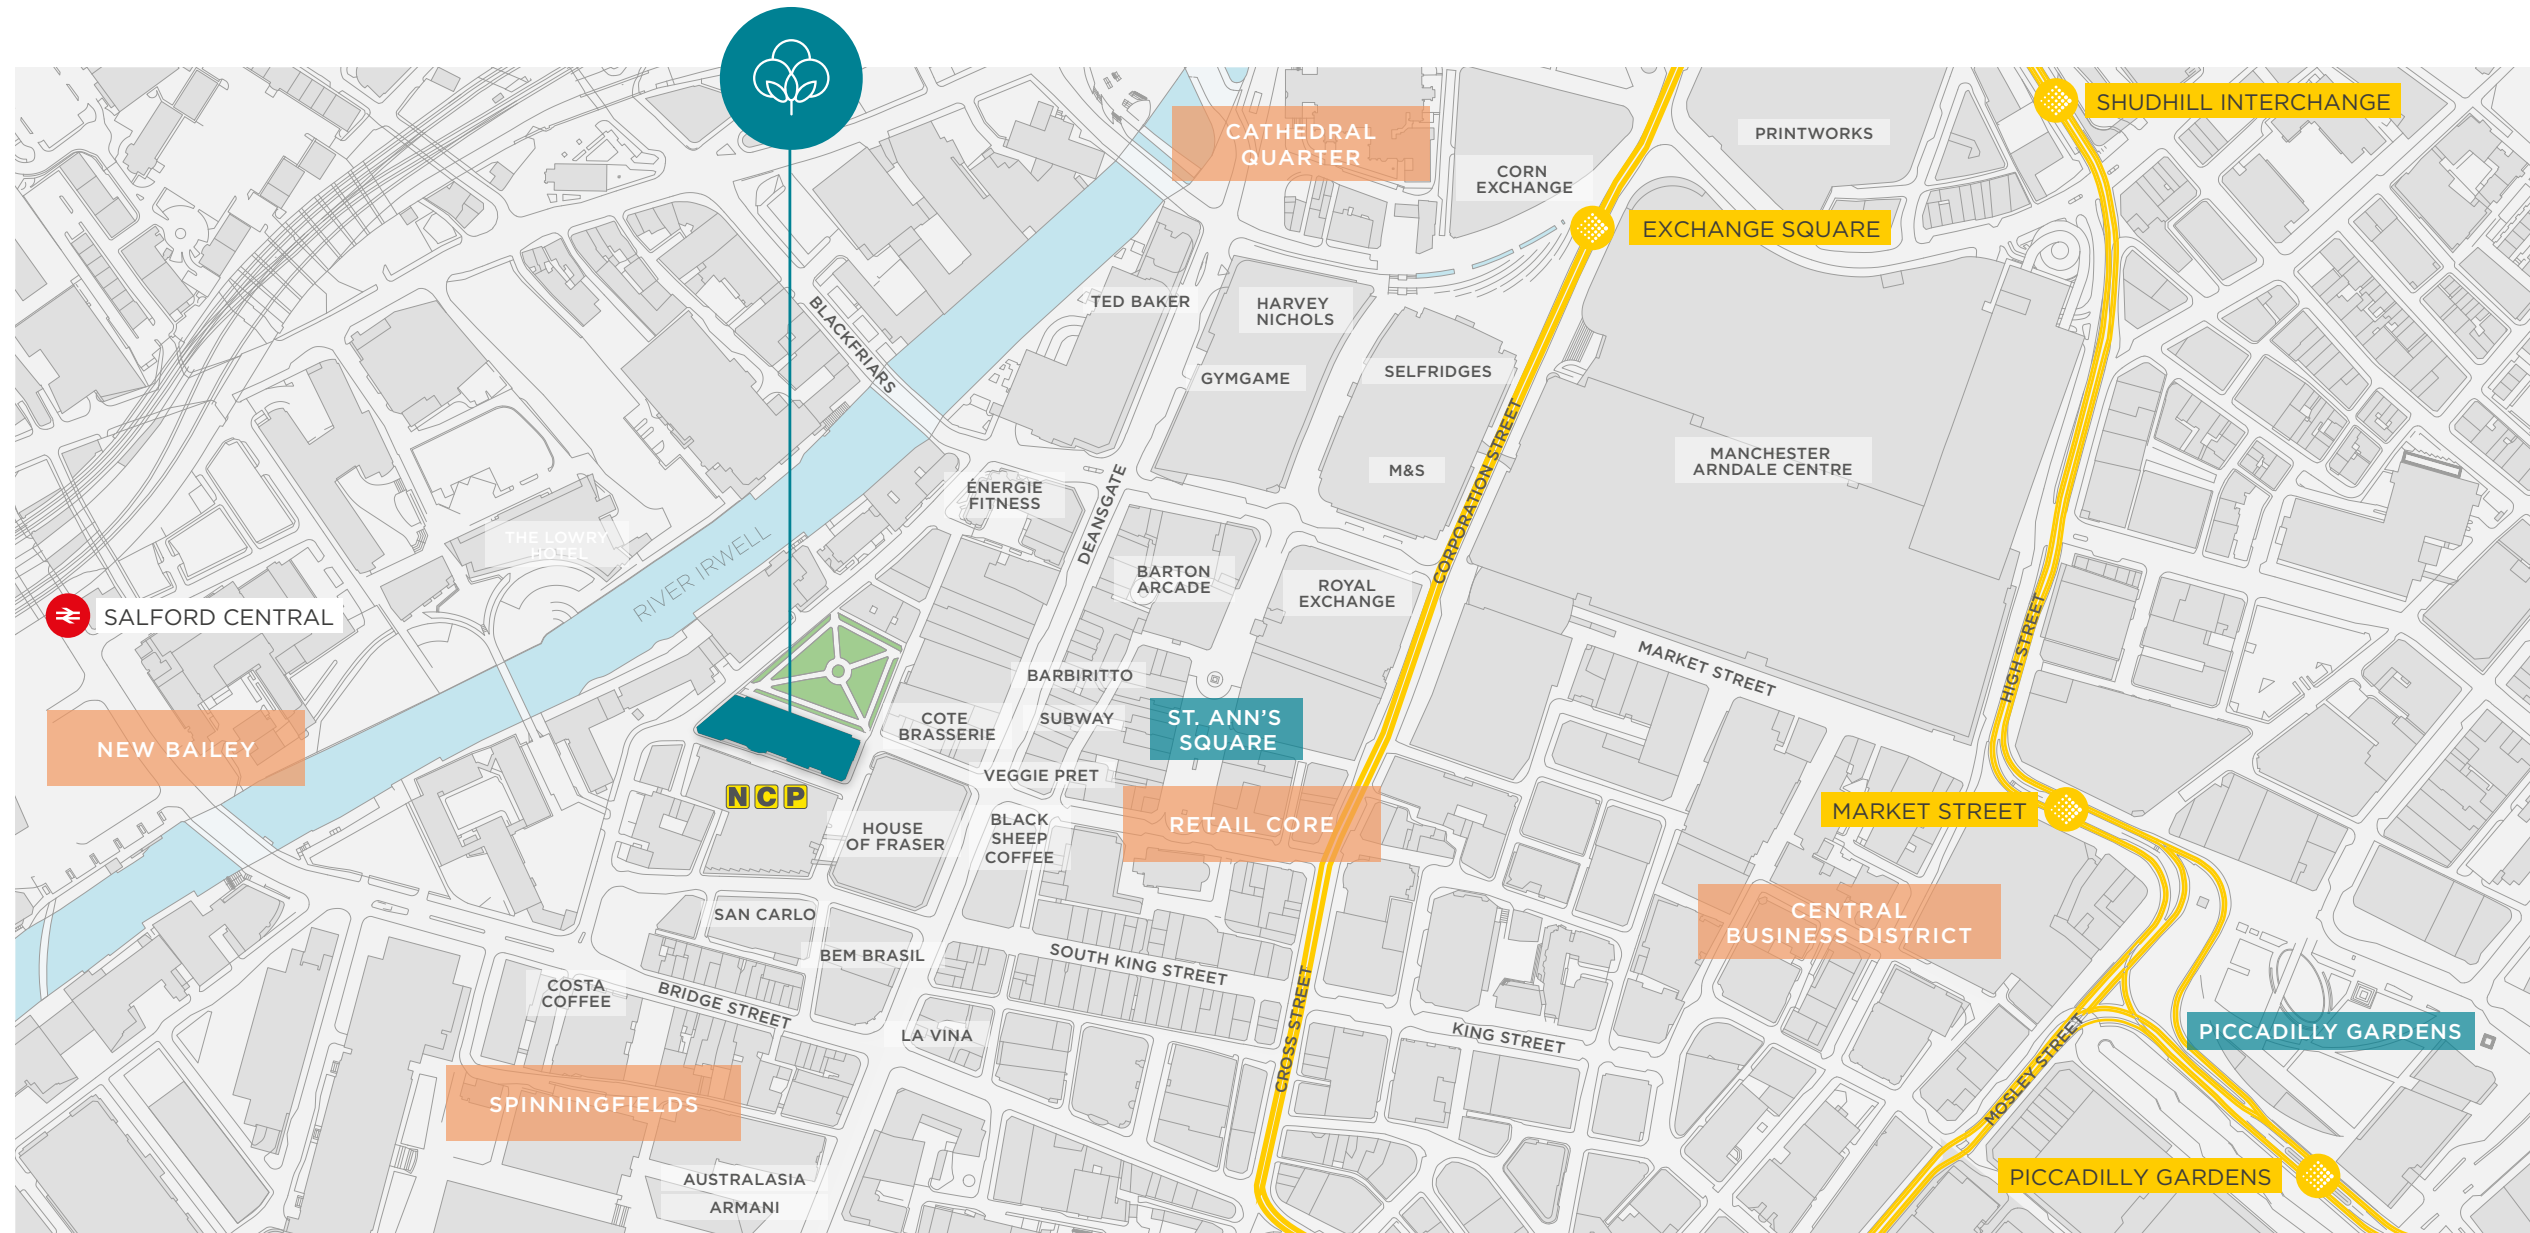 SHUDHILL INTERCHANGE
CATHEDRAL
QUARTER
PRINTWORKS
CORN
EXCHANGE
EXCHANGE SQUARE
TED BAKER
HARVEY
NICHOLS
BLACKFRIARS
GYMGAME
SELFRIDGES
CORPORATION STREET
M&S
MANCHESTER
ARNDALE CENTRE
ÉNERGIE
FITNESS
DEANSGATE
THE LOWRY
HOTEL
RIVER IRWELL
BARTON
ARCADE
ROYAL
EXCHANGE
SALFORD CENTRAL
MARKET STREET
HIGH STREET
BARBIRITTO
COTE
BRASSERIE
SUBWAY
ST. ANN'S
SQUARE
NEW BAILEY
VEGGIE PRET
NCP
RETAIL CORE
MARKET STREET
HOUSE
OF FRASER
BLACK
SHEEP
COFFEE
SAN CARLO
CENTRAL
BUSINESS DISTRICT
BEM BRASIL
SOUTH KING STREET
COSTA
COFFEE
BRIDGE STREET
LA VINA
CROSS STREET
KING STREET
PICCADILLY GARDENS
MOSLEY STREET
SPINNINGFIELDS
AUSTRALASIA
ARMANI
PICCADILLY GARDENS